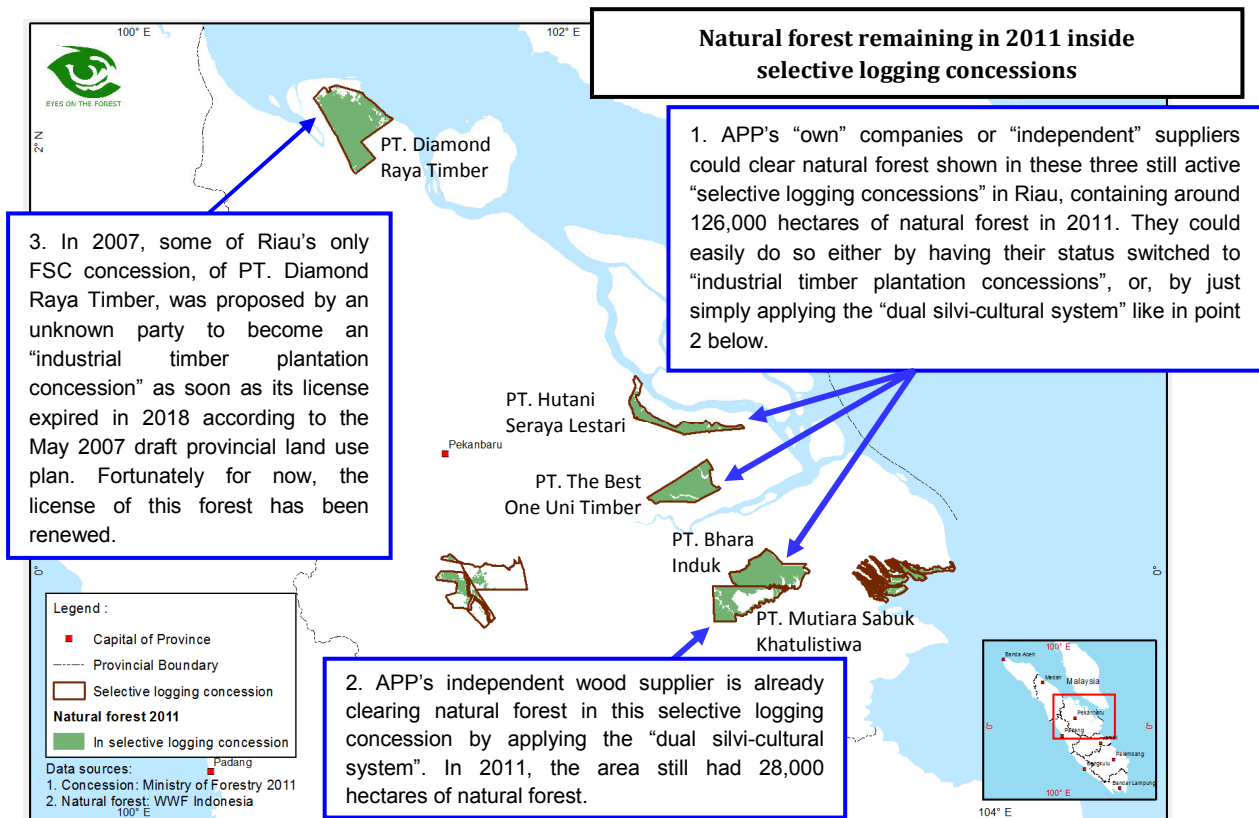 Natural forest remaining in 2011 inside
selective logging concessions
100° E
102° E
EYES ON THE FOREST
2° N
PT. Diamond
Raya Timber
1. APP’s “own” companies or “independent” suppliers
could clear natural forest shown in these three still active
“selective logging concessions” in Riau, containing around
126,000 hectares of natural forest in 2011. They could
easily do so either by having their status switched to
“industrial timber plantation concessions”, or, by just
simply applying the “dual silvi-cultural system” like in point
2 below.
3. In 2007, some of Riau’s only
FSC concession, of PT. Diamond
Raya Timber, was proposed by an
unknown party to become an
“industrial timber plantation
concession” as soon as its license
expired in 2018 according to the
May 2007 draft provincial land use
plan. Fortunately for now, the
license of this forest has been
renewed.
PT. Hutani
Seraya Lestari
Pekanbaru
PT. The Best
One Uni Timber
PT. Bhara
Induk
PT. Mutiara Sabuk
Khatulistiwa
0°
0°
Legend :
Capital of Province
Provincial Boundary
Selective logging concession
Natural forest 2011
In selective logging concession
Data sources:
1. Concession: Ministry of Forestry 2011
2. Natural forest: WWF Indonesia
Padang
100° E
2. APP’s independent wood supplier is already
clearing natural forest in this selective logging
concession by applying the “dual silvi-cultural
system”. In 2011, the area still had 28,000
hectares of natural forest.
104° E
100° E
Banda Aceh
Medan
Malaysia
Pekanbaru
0°
0°
Padang
Palembang
Bengkulu
Bandar Lampung
100° E